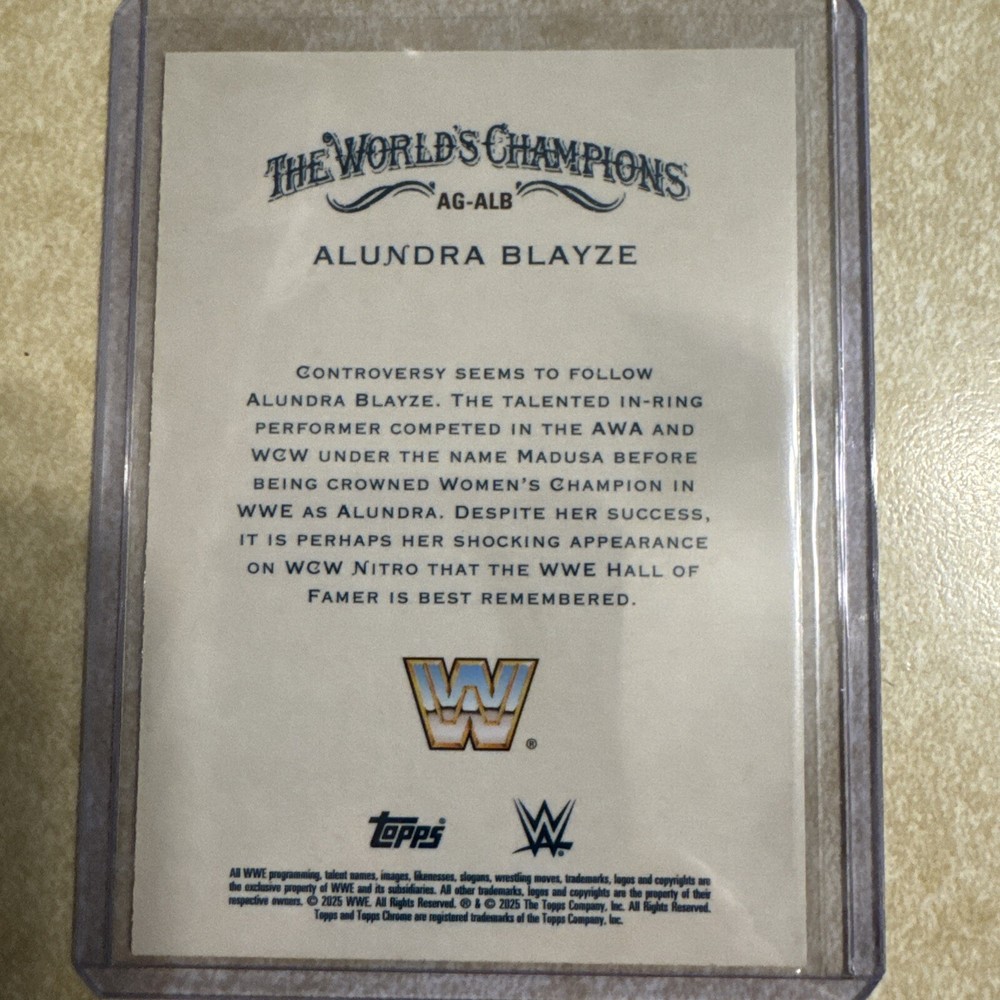 THE WORLD'S CHAMPIONS
AG-ALB
ALUNDRA BLAYZE
CONTROVERSY SEEMS TO FOLLOW
ALUNDRA BLAYZE. THE TALENTED IN-RING
PERFORMER COMPETED IN THE AWA AND
WCW UNDER THE NAME MADUSA BEFORE
BEING CROWNED WOMEN'S CHAMPION IN
WWE AS ALUNDRA. DESPITE HER SUCCESS,
IT IS PERHAPS HER SHOCKING APPEARANCE
ON WCW NITRO THAT THE WWE HALL OF
FAMER IS BEST REMEMBERED.
W ®
Topps® W
All WWE programming, talent names, images, likenesses, slogans, wrestling moves, trademarks, logos and copyrights are
the exclusive property of WWE and its subsidiaries. All other trademarks, logos and copyrights are the property of their
respective owners. © 2025 WWE. All Rights Reserved. ® & © 2025 The Topps Company, Inc. All Rights Reserved.
Topps and Topps Chrome are registered trademarks of the Topps Company, Inc.